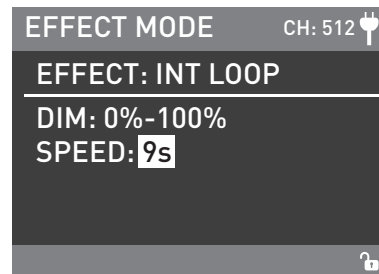 EFFECT MODE CH: 512
EFFECT: INT LOOP
DIM: 0%-100%
SPEED: 9s